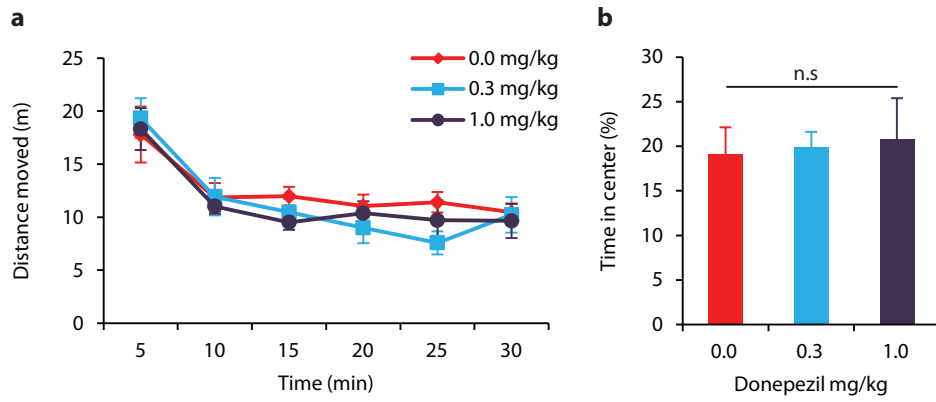 a
Distance moved (m)
25
20
15
10
5
0
0.0 mg/kg
0.3 mg/kg
1.0 mg/kg
5 10 15 20 25 30
Time (min)
b
Time in center (%)
30
25
20
15
10
5
0
n.s
0.0 0.3 1.0
Donepezil mg/kg